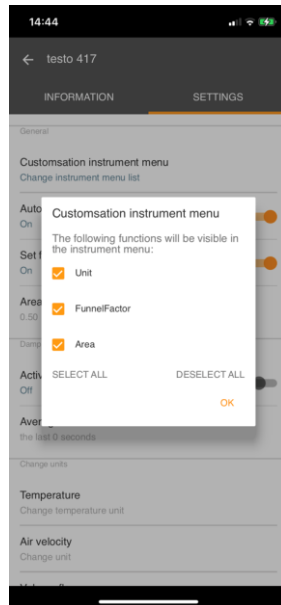 14:44
testo 417
INFORMATION
SETTINGS
General
Customsation instrument menu
Change instrument menu list
Auto
On
Customsation instrument menu
The following functions will be visible in
the instrument menu:
Set f
On
Unit
FunnelFactor
Area
0.50
Damp
Area
Activ
Off
SELECT ALL
DESELECT ALL
OK
Aver
the last 0 seconds
Change units
Temperature
Change temperature unit
Air velocity
Change unit